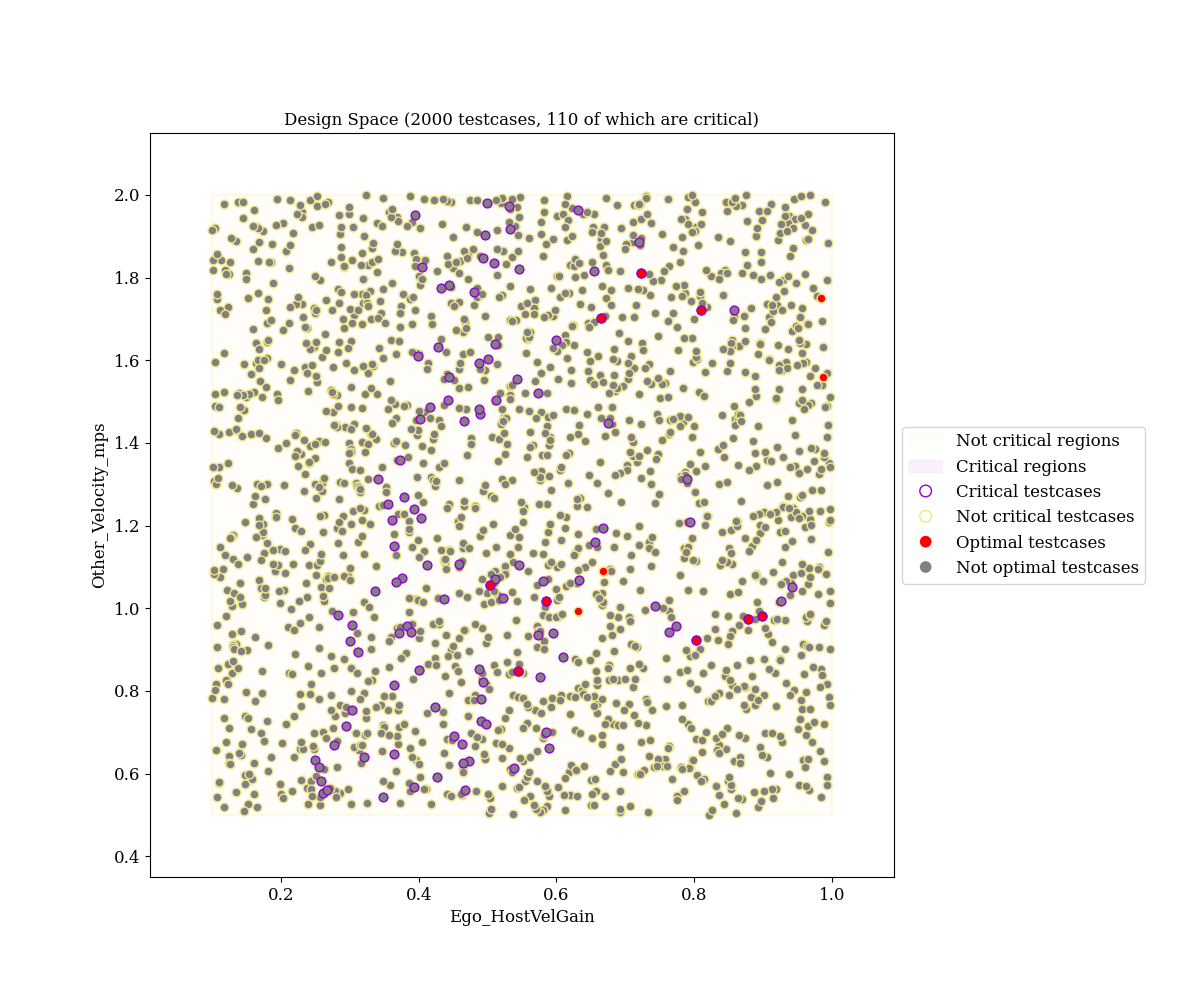 Design Space (2000 testcases, 110 of which are critical)
2.0
1.8
1.6
1.4
1.2
1.0
0.8
0.6
0.4
Other_Velocity_mps
0.2
0.4
0.6
0.8
1.0
Ego_HostVelGain
Not critical regions
Critical regions
Critical testcases
Not critical testcases
Optimal testcases
Not optimal testcases